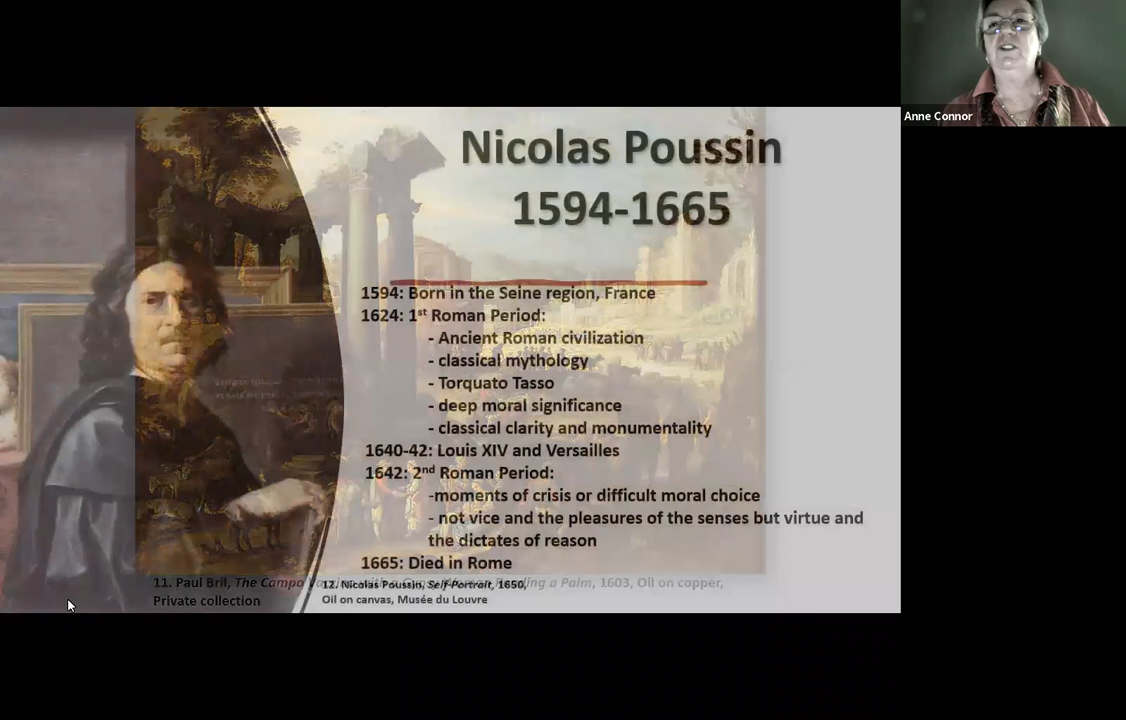 Anne Connor
Nicolas Poussin
1594-1665
1594: Born in the Seine region, France
1624: 1st Roman Period:
- Ancient Roman civilization
- classical mythology
- Torquato Tasso
- deep moral significance
- classical clarity and monumentality
1640-42: Louis XIV and Versailles
1642: 2nd Roman Period:
-moments of crisis or difficult moral choice
- not vice and the pleasures of the senses but virtue and
the dictates of reason
1665: Died in Rome
11. Paul Bril, The Campo a Palm, 1603, Oil on copper,
Private collection
12. Nicolas Poussin, Self Portrait, 1650,
Oil on canvas, Musée du Louvre